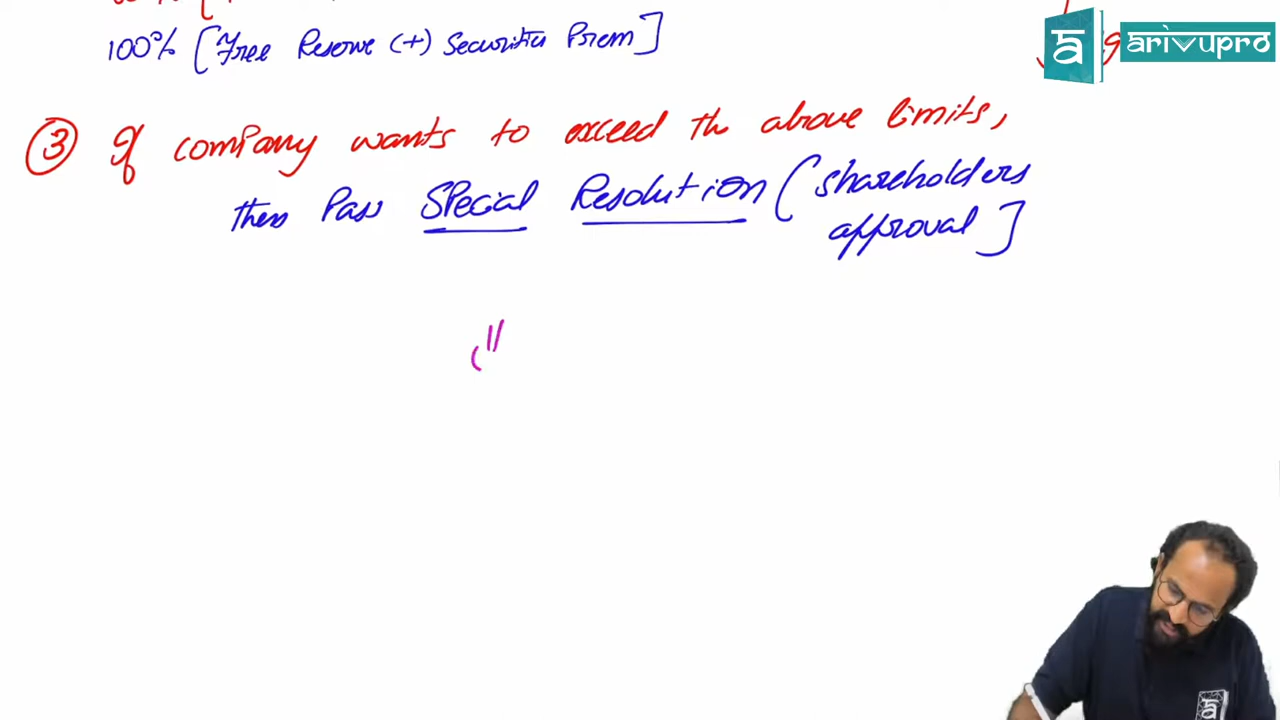 100% [Free Reserve (+) Securities Prem]
arivupro
③ If company wants to exceed the above limits,
then Pass Special Resolution (shareholders
approval]
(11